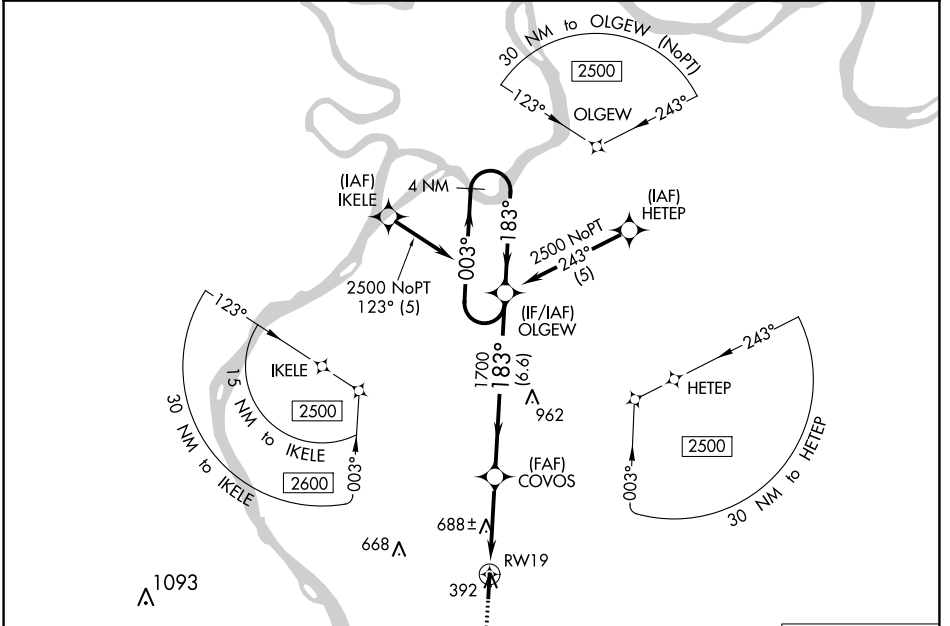 30 NM to OLGEW (NoPT)
2500
123°
243°
OLGEW
(IAF)
IKELE
4 NM
183°
003°
(IAF)
HETEP
2500 NoPT
243°
(5)
2500 NoPT
123° (5)
(IF/IAF)
OLGEW
123°
IKELE
15 NM to IKELE
2500
30 NM to IKELE
2600
003°
1700
183°
(6.6)
962
243°
HETEP
2500
003°
30 NM to HETEP
(FAF)
COVOS
688±
668
RW19
392
1093